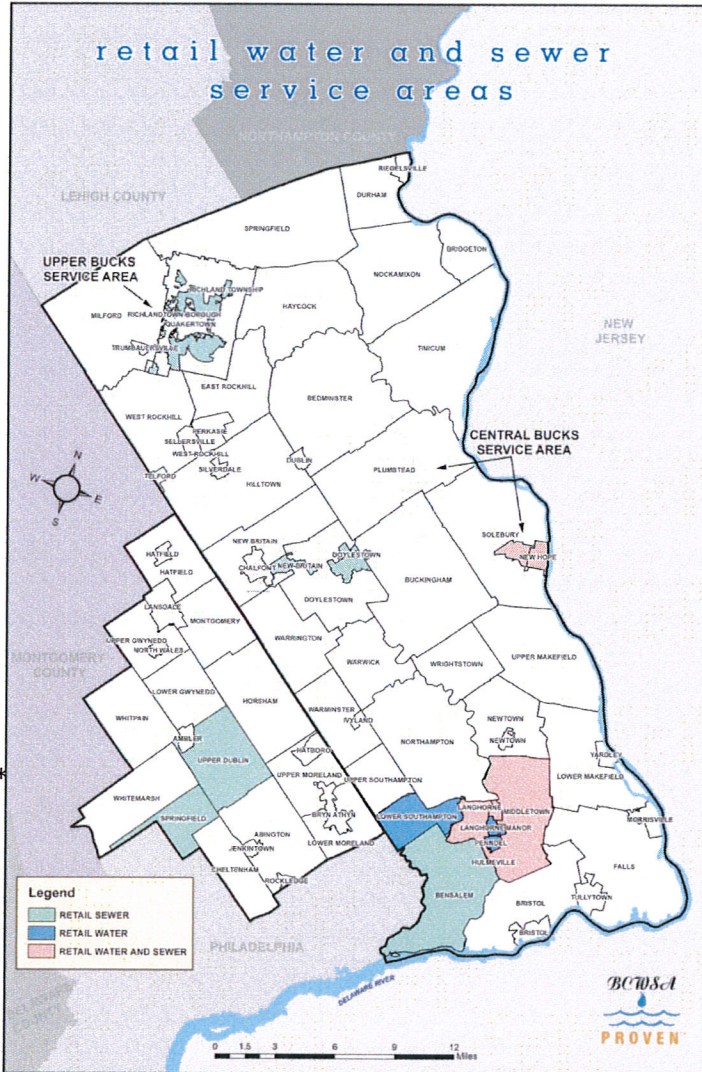 retail water and sewer
service areas
NORTHAMPTON COUNTY
RIEGELSVILLE
LEHIGH COUNTY
DURHAM
SPRINGFIELD
BRIDGETON
UPPER BUCKS
SERVICE AREA
NOCKAMIXON
RICHLAND TOWNSHIP
MILFORD
RICHLANDTOWN BOROUGH
HAYCOCK
QUAKERTOWN
NEW
JERSEY
TRUMBAUERSVILLE
TINICUM
EAST ROCKHILL
BEDMINSTER
WEST ROCKHILL
PERKASIE
SELLERSVILLE
CENTRAL BUCKS
SERVICE AREA
WEST ROCKHILL
DUBLIN
SILVERDALE
PLUMSTEAD
TELFORD
HILLTOWN
N
W
E
S
SOLEBURY
NEW HOPE
NEW BRITAIN
DOYLESTOWN
HATFIELD
CHALFONT
NEW BRITAIN
HATFIELD
BUCKINGHAM
DOYLESTOWN
LANSDALE
MONTGOMERY
WARRINGTON
UPPER GWYNEDD
NORTH WALES
WARWICK
WRIGHTSTOWN
UPPER MAKEFIELD
MONTGOMERY
COUNTY
LOWER GWYNEDD
HORSHAM
WARMINSTER
WHITPAIN
IVYLAND
NEWTOWN
NORTHAMPTON
NEWTOWN
AMBLER
HATBORO
YARDLEY
UPPER DUBLIN
UPPER MORELAND
UPPER SOUTHAMPTON
LOWER MAKEFIELD
*
WHITEMARSH
LANGHORNE
MIDDLETOWN
SPRINGFIELD
BRYN ATHYN
LOWER SOUTHAMPTON
MORRISVILLE
LANGHORNE MANOR
ABINGTON
PENNDEL
JENKINTOWN
LOWER MORELAND
HULMEVILLE
FALLS
CHELTENHAM
ROCKLEDGE
BENSALEM
TULLYTOWN
BRISTOL
BRISTOL
Legend
RETAIL SEWER
RETAIL WATER
RETAIL WATER AND SEWER
PHILADELPHIA
DELAWARE RIVER
COUNTY
BCWSA
PROVEN
0 1.5 3 6 9 12
Miles